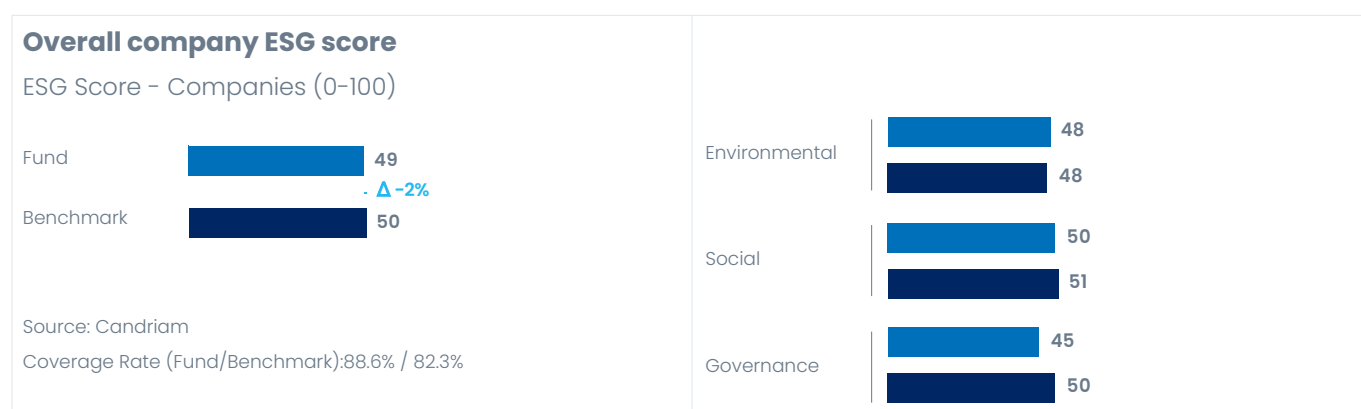 Overall company ESG score
ESG Score - Companies (0-100)
Fund
49
Δ -2%
Benchmark
50
Source: Candriam
Coverage Rate (Fund/Benchmark):88.6% / 82.3%
Environmental
48
48
Social
50
51
Governance
45
50